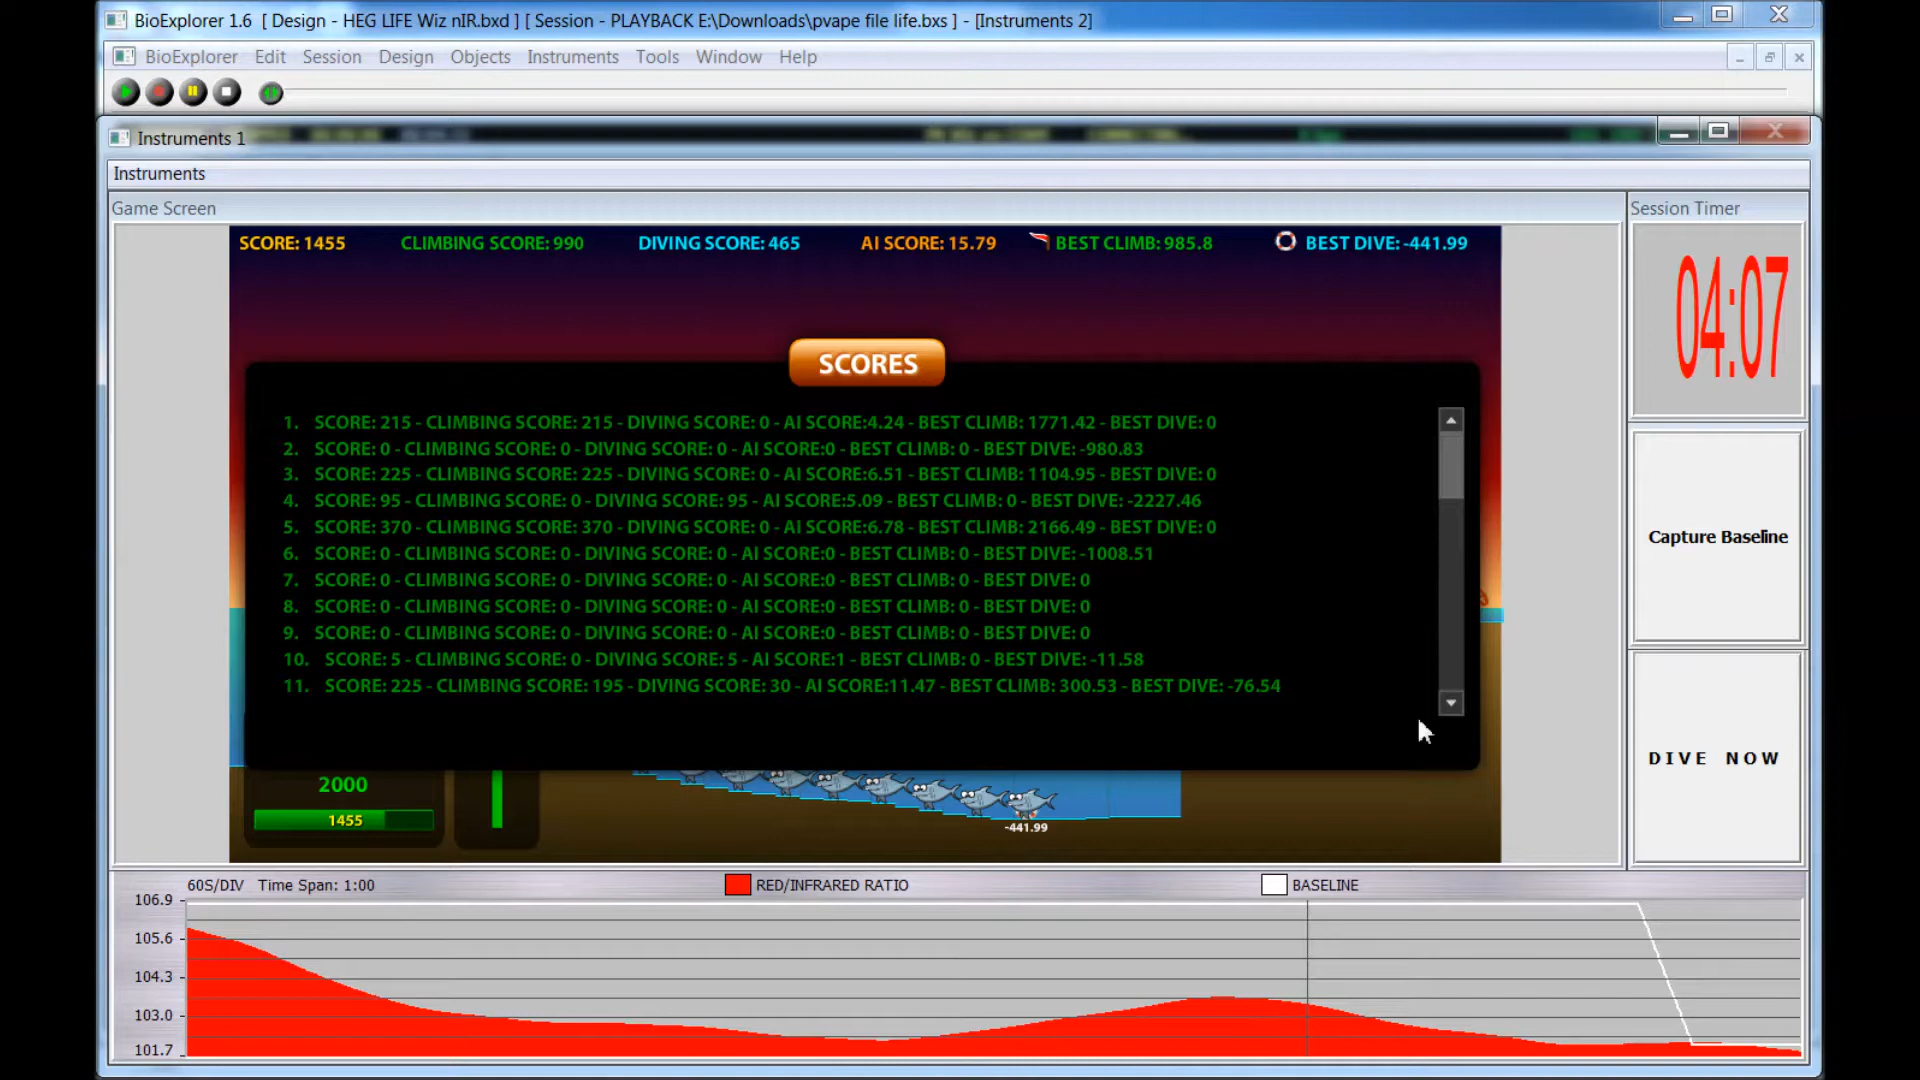 BioExplorer 1.6 [ Design - HEG LIFE Wiz nIR.bxd ] [ Session - PLAYBACK E:\Downloads\pvape file life.bxs ] - [Instruments 2]
BioExplorer Edit Session Design Objects Instruments Tools Window Help
Instruments 1
Instruments
Game Screen
Session Timer
SCORE: 1455 CLIMBING SCORE: 990 DIVING SCORE: 465 AI SCORE: 15.79 BEST CLIMB: 985.8 BEST DIVE: -441.99
04:07
SCORES
1. SCORE: 215 - CLIMBING SCORE: 215 - DIVING SCORE: 0 - AI SCORE:4.24 - BEST CLIMB: 1771.42 - BEST DIVE: 0
2. SCORE: 0 - CLIMBING SCORE: 0 - DIVING SCORE: 0 - AI SCORE:0 - BEST CLIMB: 0 - BEST DIVE: -980.83
3. SCORE: 225 - CLIMBING SCORE: 225 - DIVING SCORE: 0 - AI SCORE:6.51 - BEST CLIMB: 1104.95 - BEST DIVE: 0
4. SCORE: 95 - CLIMBING SCORE: 0 - DIVING SCORE: 95 - AI SCORE:5.09 - BEST CLIMB: 0 - BEST DIVE: -2227.46
5. SCORE: 370 - CLIMBING SCORE: 370 - DIVING SCORE: 0 - AI SCORE:6.78 - BEST CLIMB: 2166.49 - BEST DIVE: 0
6. SCORE: 0 - CLIMBING SCORE: 0 - DIVING SCORE: 0 - AI SCORE:0 - BEST CLIMB: 0 - BEST DIVE: -1008.51
7. SCORE: 0 - CLIMBING SCORE: 0 - DIVING SCORE: 0 - AI SCORE:0 - BEST CLIMB: 0 - BEST DIVE: 0
8. SCORE: 0 - CLIMBING SCORE: 0 - DIVING SCORE: 0 - AI SCORE:0 - BEST CLIMB: 0 - BEST DIVE: 0
9. SCORE: 0 - CLIMBING SCORE: 0 - DIVING SCORE: 0 - AI SCORE:0 - BEST CLIMB: 0 - BEST DIVE: 0
10. SCORE: 5 - CLIMBING SCORE: 0 - DIVING SCORE: 5 - AI SCORE:1 - BEST CLIMB: 0 - BEST DIVE: -11.58
11. SCORE: 225 - CLIMBING SCORE: 195 - DIVING SCORE: 30 - AI SCORE:11.47 - BEST CLIMB: 300.53 - BEST DIVE: -76.54
Capture Baseline
DIVE NOW
2000
1455
-441.99
60S/DIV Time Span: 1:00 RED/INFRARED RATIO BASELINE
106.9
105.6
104.3
103.0
101.7